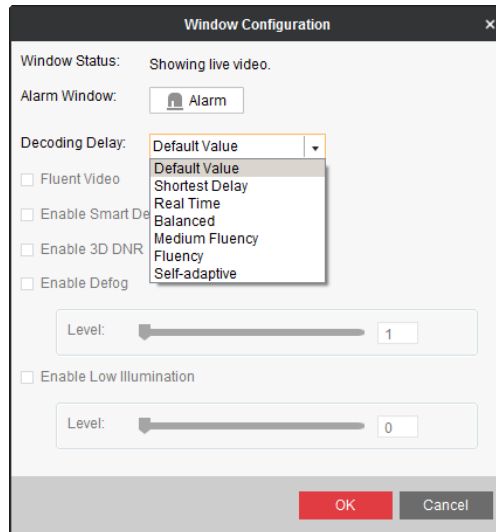 Window Configuration ×
Window Status: Showing live video.
Alarm Window: Alarm
Decoding Delay: Default Value
Default Value
Shortest Delay
Real Time
Balanced
Medium Fluency
Fluency
Self-adaptive
Fluent Video
Enable Smart De
Enable 3D DNR
Enable Defog
Level: 1
Enable Low Illumination
Level: 0
OK Cancel